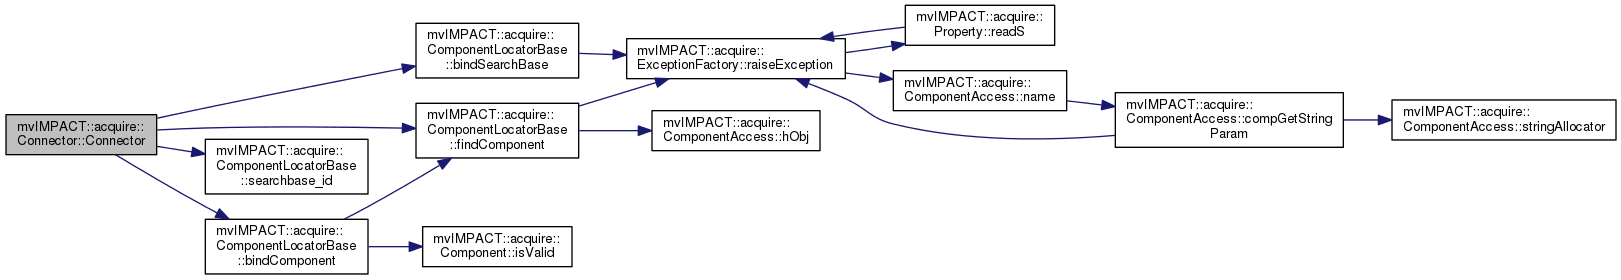 mvIMPACT::acquire::
Connector::Connector
mvIMPACT::acquire::
ComponentLocatorBase
::bindSearchBase
mvIMPACT::acquire::
ComponentLocatorBase
::findComponent
mvIMPACT::acquire::
ComponentLocatorBase
::searchbase_id
mvIMPACT::acquire::
ComponentLocatorBase
::bindComponent
mvIMPACT::acquire::
Component::isValid
mvIMPACT::acquire::
ExceptionFactory::raiseException
mvIMPACT::acquire::
ComponentAccess::hObj
mvIMPACT::acquire::
Property::readS
mvIMPACT::acquire::
ComponentAccess::name
mvIMPACT::acquire::
ComponentAccess::compGetString
Param
mvIMPACT::acquire::
ComponentAccess::stringAllocator